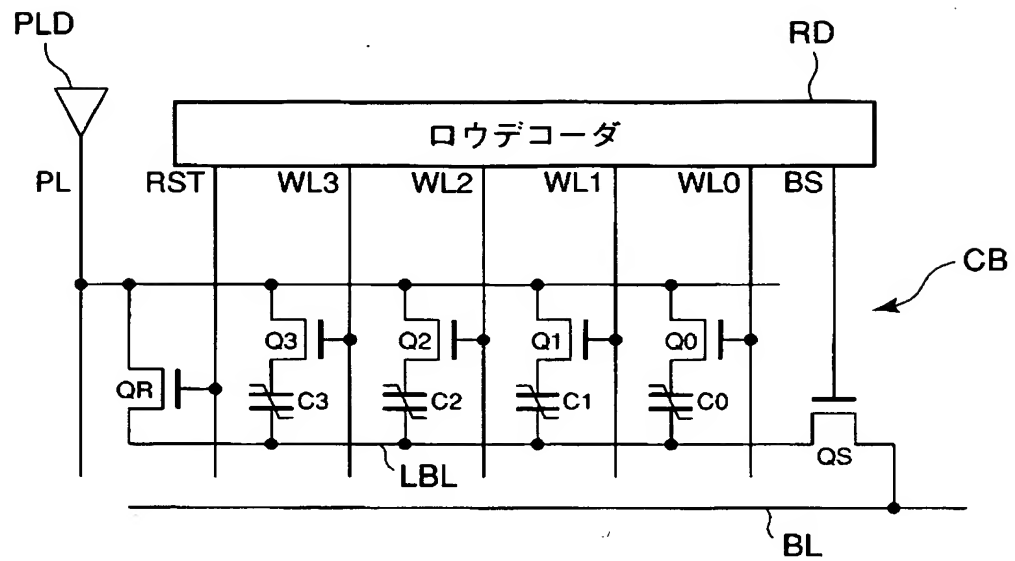 PLD
RD
ロウデコーダ
PL
RST
WL3
WL2
WL1
WL0
BS
CB
Q3
Q2
Q1
Q0
QR
C3
C2
C1
C0
QS
LBL
BL